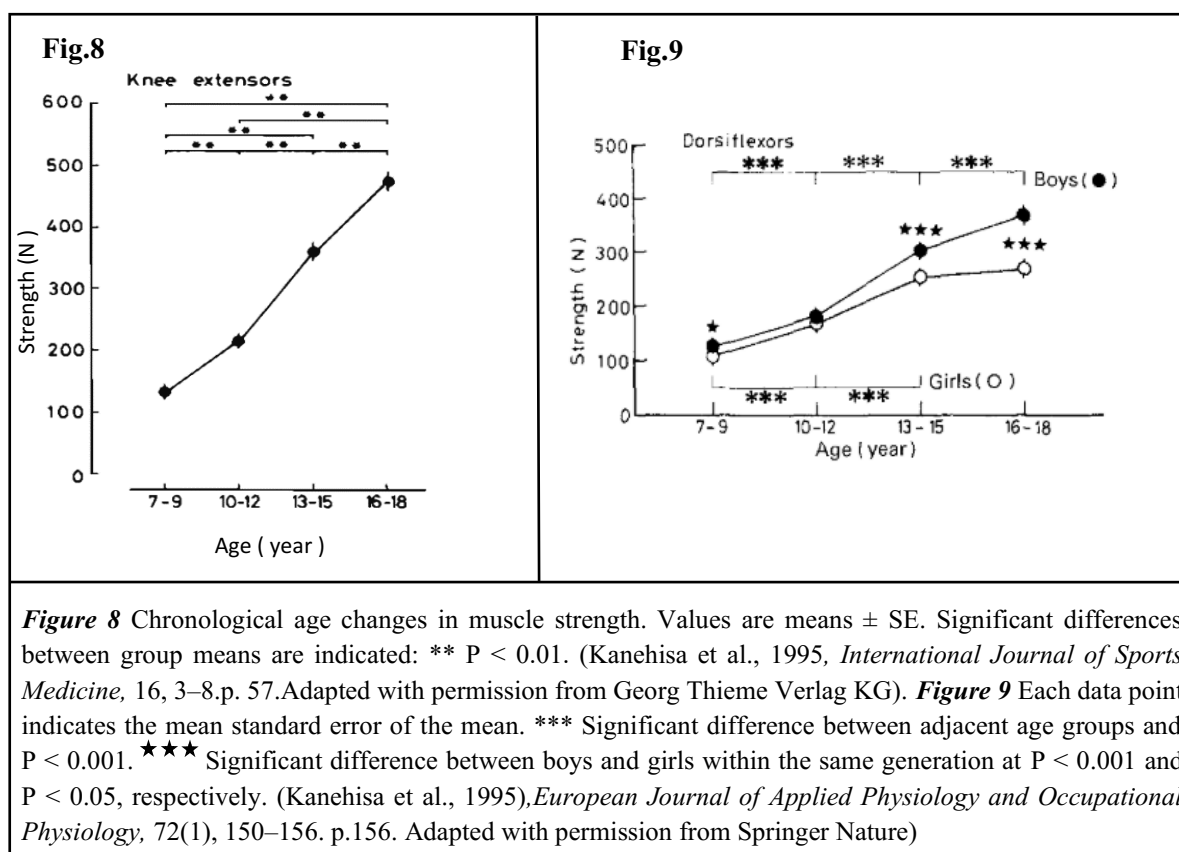 Fig.8
Knee extensors
600
500
400
300
200
100
0
**
**
**
** ** **
Strength (N)
7-9 10-12 13-15 16-18
Age ( year )
Fig.9
Dorsiflexors
500
400
300
200
100
0
*** *** ***
Boys(●)
★★★
★★★
★
Strength ( N )
Girls(O)
*** ***
7-9 10-12 13-15 16-18
Age ( year )
Figure 8 Chronological age changes in muscle strength. Values are means ± SE. Significant differences
between group means are indicated: ** P < 0.01. (Kanehisa et al., 1995, International Journal of Sports
Medicine, 16, 3–8.p. 57.Adapted with permission from Georg Thieme Verlag KG). Figure 9 Each data point
indicates the mean standard error of the mean. *** Significant difference between adjacent age groups and
P < 0.001. ★★★ Significant difference between boys and girls within the same generation at P < 0.001 and
P < 0.05, respectively. (Kanehisa et al., 1995),European Journal of Applied Physiology and Occupational
Physiology, 72(1), 150–156. p.156. Adapted with permission from Springer Nature)